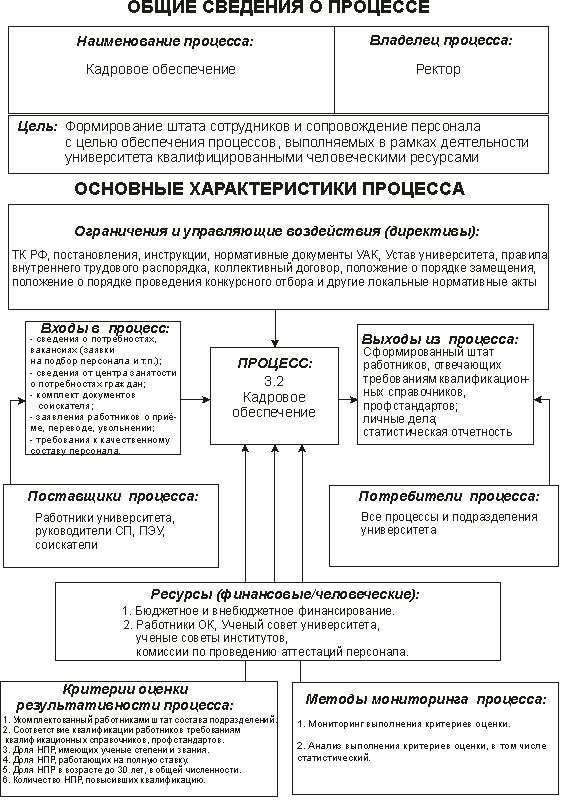 ОБЩИЕ СВЕДЕНИЯ О ПРОЦЕССЕ
Наименование процесса:
Кадровое обеспечение
Владелец процесса:
Ректор
Цель: Формирование штата сотрудников и сопровождение персонала
с целью обеспечения процессов, выполняемых в рамках деятельности
университета квалифицированными человеческими ресурсами
ОСНОВНЫЕ ХАРАКТЕРИСТИКИ ПРОЦЕССА
Ограничения и управляющие воздействия (директивы):
ТК РФ, постановления, инструкции, нормативные документы УАК, Устав университета, правила
внутреннего трудового распорядка, коллективный договор, положение о порядке замещения,
положение о порядке проведения конкурсного отбора и другие локальные нормативные акты
Входы в процесс:
- сведения о потребностях,
вакансиях (заявки
на подбор персонала и т.п.);
- сведения от центра занятости
о потребностях граждан;
- комплект документов
соискателя;
- заявления работников о приё-
ме, переводе, увольнении;
- требования к качественному
составу персонала.
ПРОЦЕСС:
3.2
Кадровое
обеспечение
Выходы из процесса:
Сформированный штат
работников, отвечающих
требованиям квалификацион-
ных справочников,
профстандартов;
личные дела;
статистическая отчетность
Поставщики процесса:
Работники университета,
руководители СП, ПЭУ,
соискатели
Потребители процесса:
Все процессы и подразделения
университета
Ресурсы (финансовые/человеческие):
1. Бюджетное и внебюджетное финансирование.
2. Работники ОК, Ученый совет университета,
ученые советы институтов,
комиссии по проведению аттестаций персонала.
Критерии оценки
результативности процесса:
1. Укомплектованный работниками штат состава подразделений.
2. Соответствие квалификации работников требованиям
квалификационных справочников, профстандартов.
3. Доля НПР, имеющих ученые степени и звания.
4. Доля НПР, работающих на полную ставку.
5. Доля НПР в возрасте до 30 лет, в общей численности.
6. Количество НПР, повысивших квалификацию.
Методы мониторинга процесса:
1. Мониторинг выполнения критериев оценки.
2. Анализ выполнения критериев оценки, в том числе
статистический.